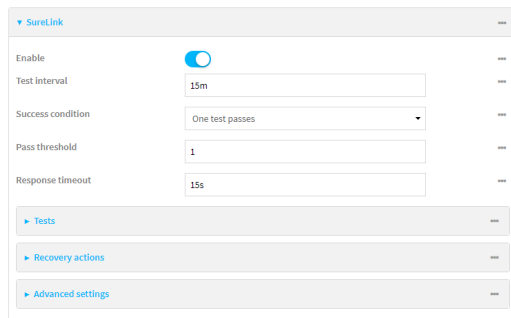 SureLink
Enable
Test interval
15m
Success condition
One test passes
Pass threshold
1
Response timeout
15s
Tests
Recovery actions
Advanced settings